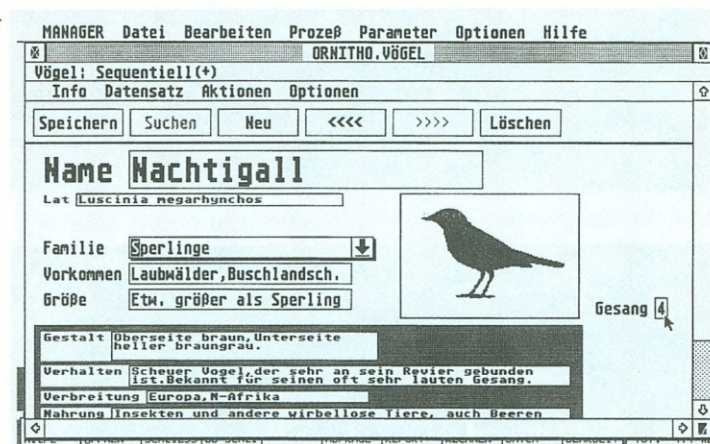 MANAGER Datei Bearbeiten Prozeß Parameter Optionen Hilfe
ORNITHO.VÖGEL
Vögel: Sequentiell(+)
Info Datensatz Aktionen Optionen
Speichern Suchen Neu <<<< >>>> Löschen
Name Nachtigall
Lat Luscinia megarhynchos
Familie Sperlinge
Vorkommen Laubwälder,Buschlandsch.
Größe Etw. größer als Sperling
Gesang 4
Gestalt Oberseite braun,Unterseite
heller braungrau.
Verhalten Scheuer Vogel,der sehr an sein Revier gebunden
ist.Bekannt für seinen oft sehr lauten Gesang.
Verbreitung Europa,N-Afrika
Nahrung Insekten und andere wirbellose Tiere, auch Beeren